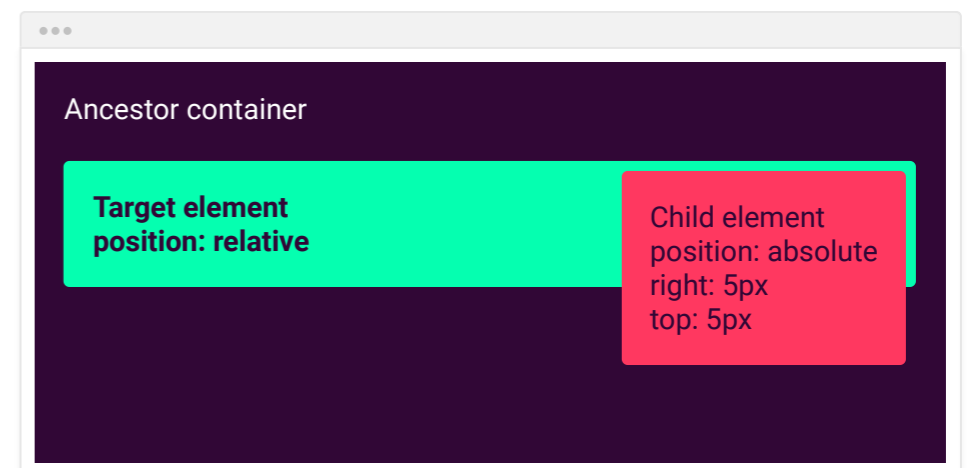 Ancestor container
Target element
position: relative
Child element
position: absolute
right: 5px
top: 5px